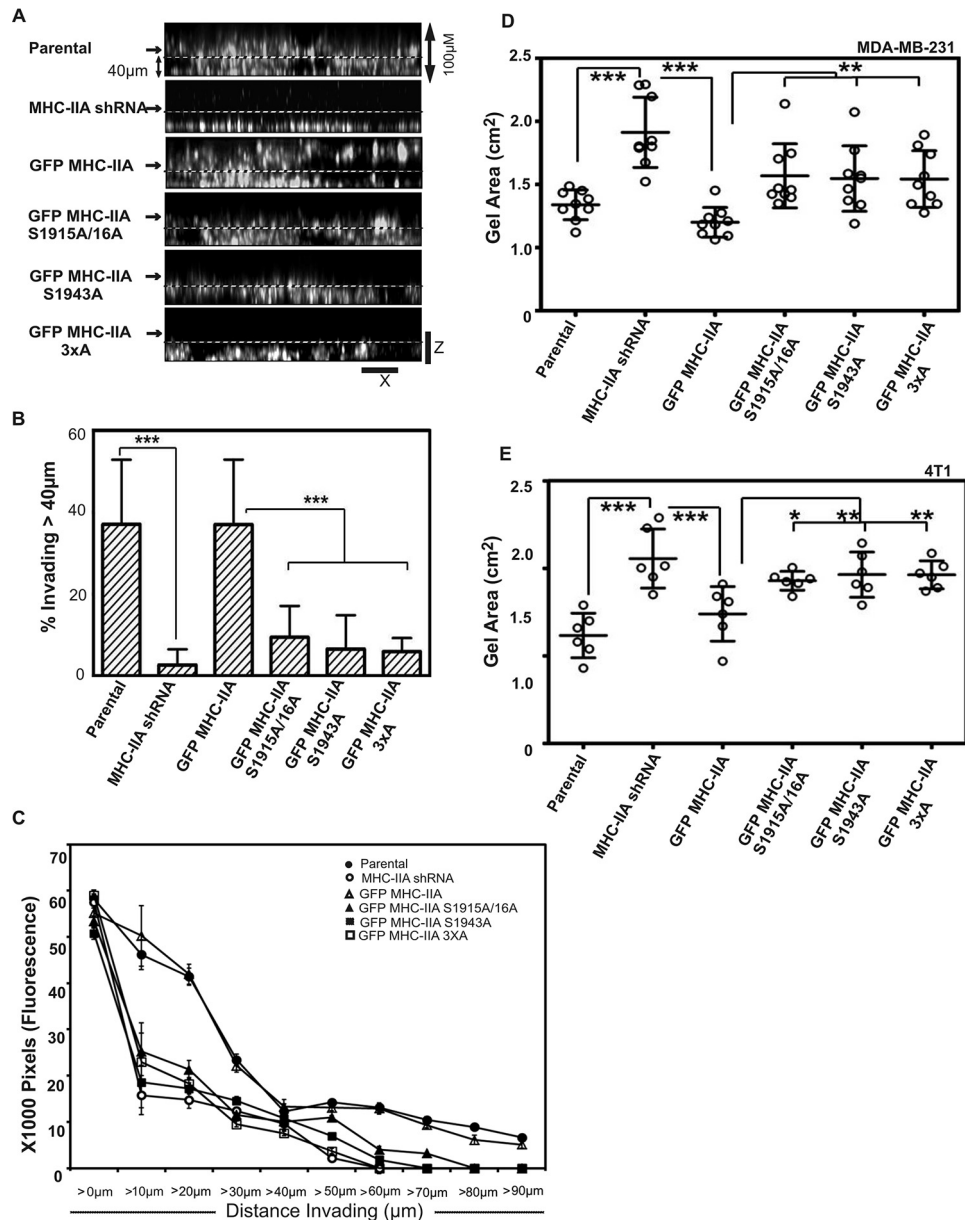 A
Parental
40μm
100μM
MHC-IIA shRNA
GFP MHC-IIA
GFP MHC-IIA
S1915A/16A
GFP MHC-IIA
S1943A
GFP MHC-IIA
3xA
Z
X
B
% Invading > 40μm
60
40
20
0
***
***
Parental
MHC-IIA shRNA
GFP MHC-IIA
GFP MHC-IIA
S1915A/16A
GFP MHC-IIA
S1943A
GFP MHC-IIA
3xA
C
X1000 Pixels (Fluorescence)
70
60
50
40
30
20
10
0
Parental
MHC-IIA shRNA
GFP MHC-IIA
GFP MHC-IIA S1915A/16A
GFP MHC-IIA S1943A
GFP MHC-IIA 3XA
>0μm >10μm >20μm >30μm >40μm >50μm >60μm >70μm >80μm >90μm
Distance Invading (μm)
D
MDA-MB-231
Gel Area (cm2)
2.5
2.0
1.5
1.0
0
*** *** **
Parental
MHC-IIA shRNA
GFP MHC-IIA
GFP MHC-IIA
S1915A/16A
GFP MHC-IIA
S1943A
GFP MHC-IIA
3xA
E
4T1
Gel Area (cm2)
2.5
2.0
1.0
0
*** *** * ** **
Parental
MHC-IIA shRNA
GFP MHC-IIA
GFP MHC-IIA
S1915A/16A
GFP MHC-IIA
S1943A
GFP MHC-IIA
3xA